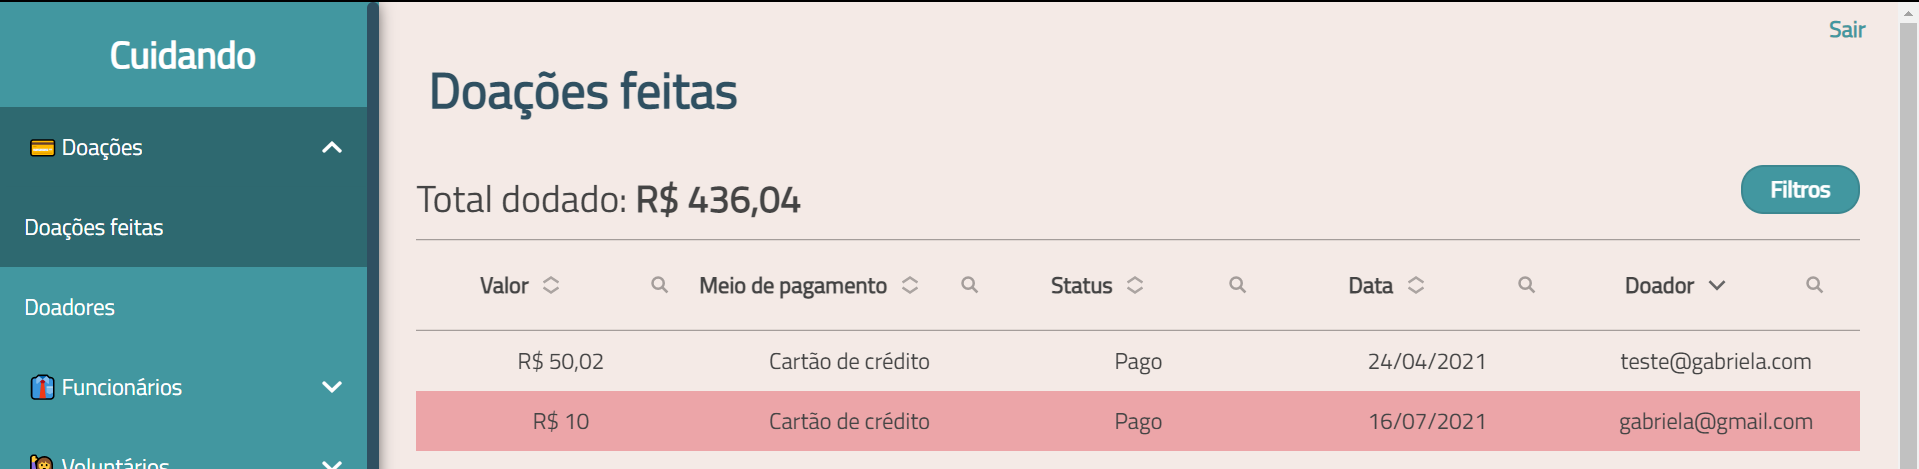 Cuidando
Doações
Doações feitas
Doadores
Funcionários
Voluntários
Sair
Doações feitas
Total dodado: R$ 436,04
Filtros
Valor Meio de pagamento Status Data Doador
R$ 50,02 Cartão de crédito Pago 24/04/2021 teste@gabriela.com
R$ 10 Cartão de crédito Pago 16/07/2021 gabriela@gmail.com